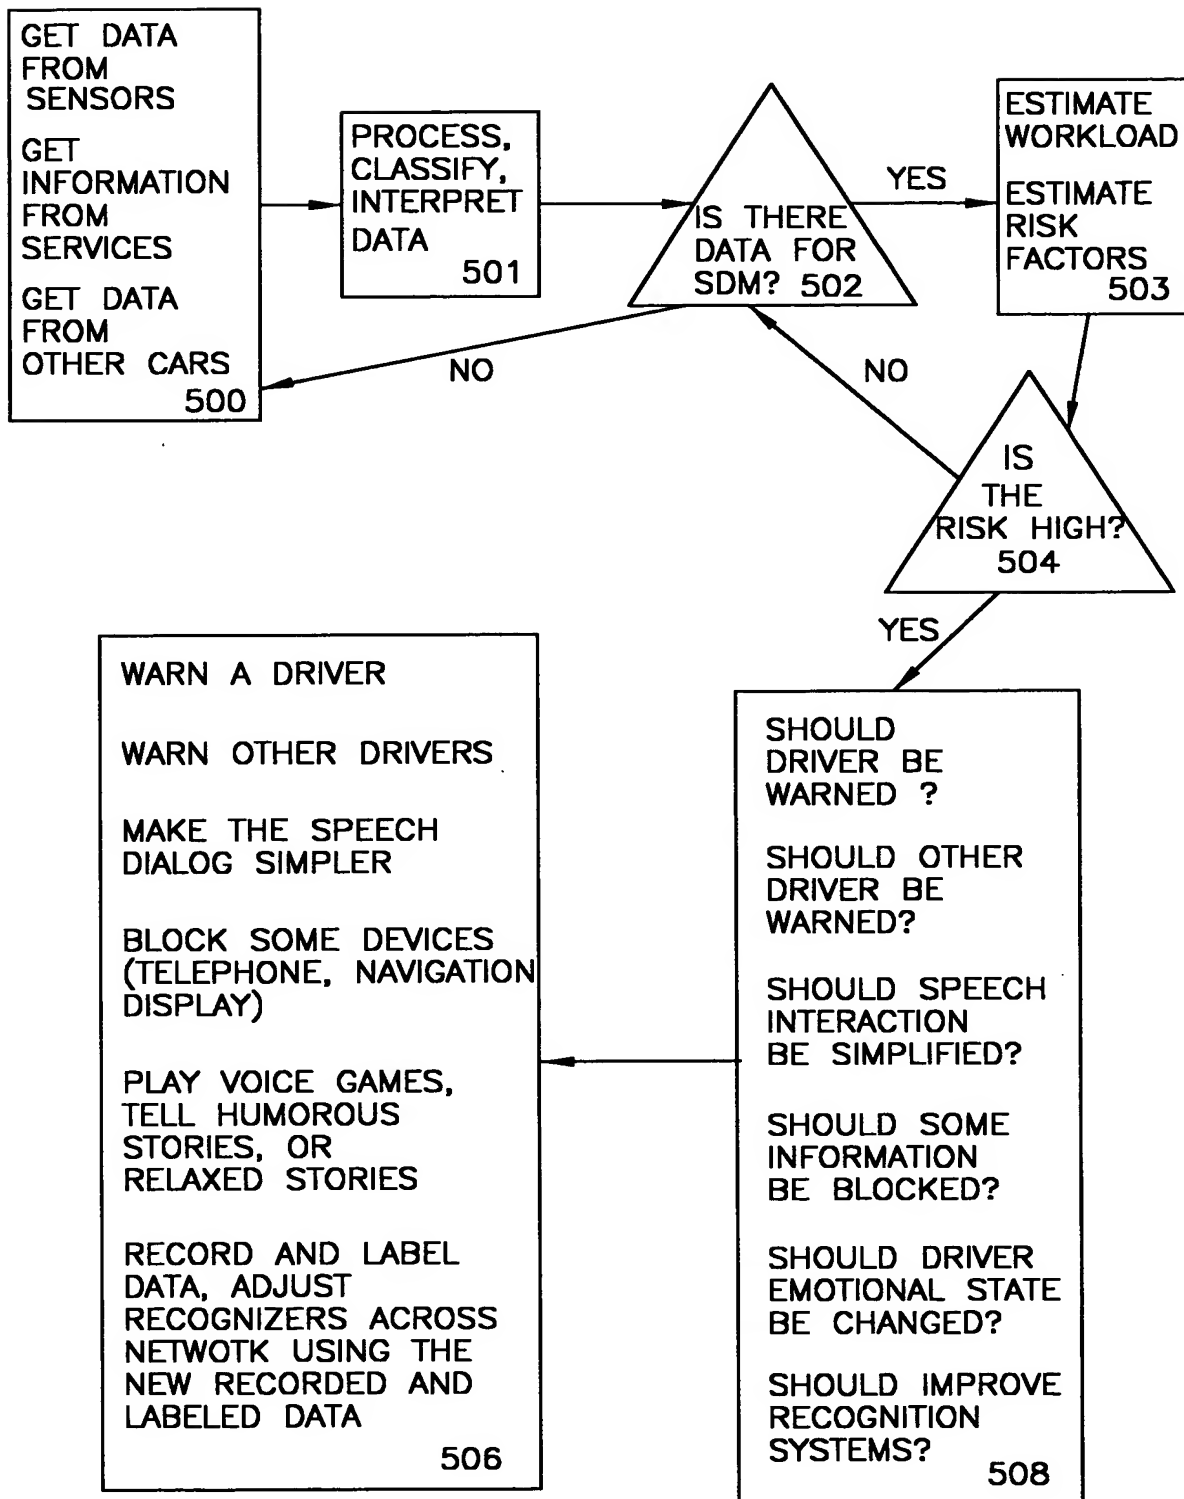 GET DATA
FROM
SENSORS
GET
INFORMATION
FROM
SERVICES
GET DATA
FROM
OTHER CARS
500
PROCESS,
CLASSIFY,
INTERPRET
DATA
501
IS THERE
DATA FOR
SDM? 502
YES
NO
ESTIMATE
WORKLOAD
ESTIMATE
RISK
FACTORS
503
NO
IS
THE
RISK HIGH?
504
YES
SHOULD
DRIVER BE
WARNED ?
SHOULD OTHER
DRIVER BE
WARNED?
SHOULD SPEECH
INTERACTION
BE SIMPLIFIED?
SHOULD SOME
INFORMATION
BE BLOCKED?
SHOULD DRIVER
EMOTIONAL STATE
BE CHANGED?
SHOULD IMPROVE
RECOGNITION
SYSTEMS?
508
WARN A DRIVER
WARN OTHER DRIVERS
MAKE THE SPEECH
DIALOG SIMPLER
BLOCK SOME DEVICES
(TELEPHONE, NAVIGATION
DISPLAY)
PLAY VOICE GAMES,
TELL HUMOROUS
STORIES, OR
RELAXED STORIES
RECORD AND LABEL
DATA, ADJUST
RECOGNIZERS ACROSS
NETWOTK USING THE
NEW RECORDED AND
LABELED DATA
506